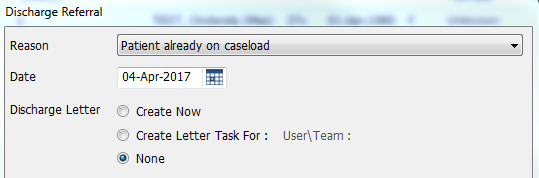 Discharge Referral
Reason Patient already on caseload
Date 04-Apr-2017
Discharge Letter Create Now
Create Letter Task For : User\Team :
None